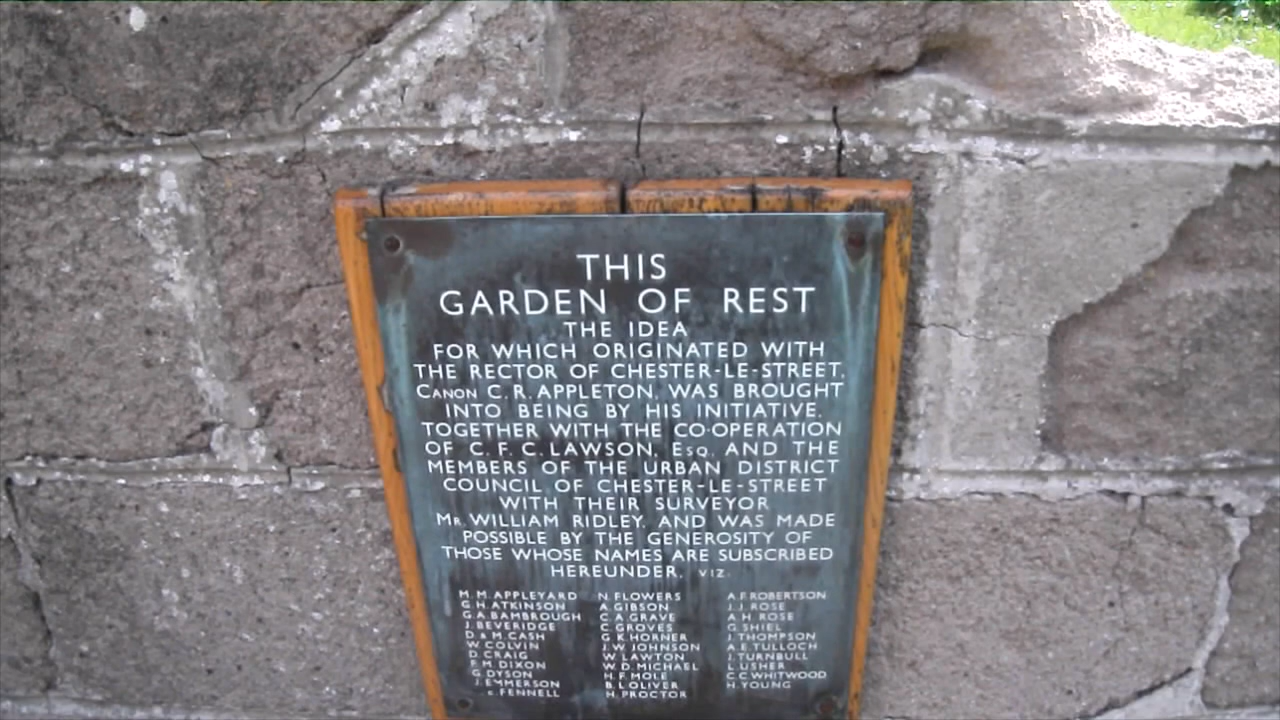 THIS
GARDEN OF REST
THE IDEA
FOR WHICH ORIGINATED WITH
THE RECTOR OF CHESTER-LE-STREET,
CANON C. R. APPLETON, WAS BROUGHT
INTO BEING BY HIS INITIATIVE,
TOGETHER WITH THE CO-OPERATION
OF C. F. C. LAWSON, ESQ. AND THE
MEMBERS OF THE URBAN DISTRICT
COUNCIL OF CHESTER-LE-STREET
WITH THEIR SURVEYOR
MR. WILLIAM RIDLEY, AND WAS MADE
POSSIBLE BY THE GENEROSITY OF
THOSE WHOSE NAMES ARE SUBSCRIBED
HEREUNDER, VIZ.
M. M. APPLEYARD
G. H. ATKINSON
G. A. BAMBROUGH
J. BEVERIDGE
D & M. CASH
W. COLVIN
D. CRAIG
F. M. DIXON
G. DYSON
J. EMMERSON
C. FENNELL
N. FLOWERS
A. GIBSON
C. A. GRAVE
C. GROVES
G. K. HORNER
J. W. JOHNSON
W. LAWTON
W. D. MICHAEL
H. F. MOLE
B. L. OLIVER
H. PROCTOR
A. F. ROBERTSON
J. J. ROSE
A. H. ROSE
G. SHIEL
J. THOMPSON
A. E. TULLOCH
J. TURNBULL
L. USHER
C. C. WHITWOOD
H. YOUNG